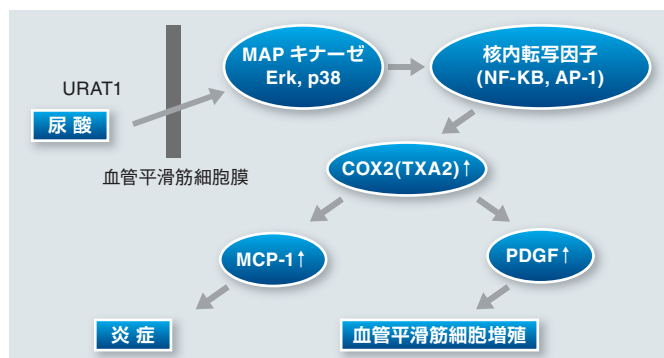 MAP キナーゼ
Erk, p38
核内転写因子
(NF-KB, AP-1)
URAT1
尿 酸
血管平滑筋細胞膜
COX2(TXA2)↑
MCP-1↑
PDGF↑
炎 症
血管平滑筋細胞増殖